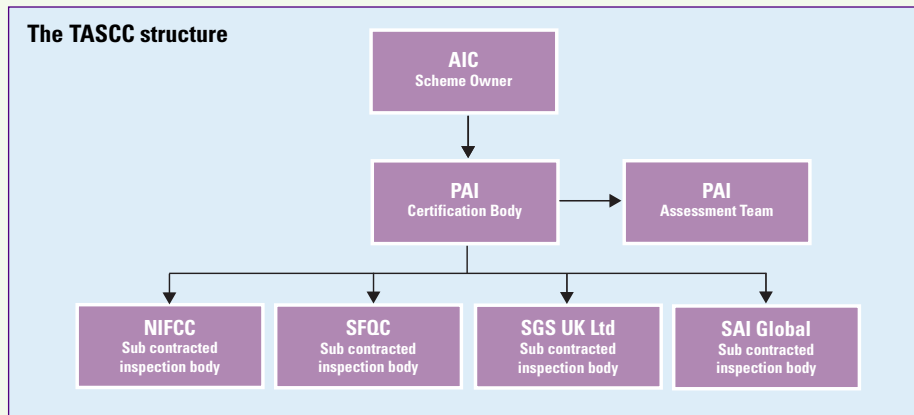 The TASCC structure
AIC
Scheme Owner
PAI
Certification Body
PAI
Assessment Team
NIFCC
Sub contracted
inspection body
SFQC
Sub contracted
inspection body
SGS UK Ltd
Sub contracted
inspection body
SAI Global
Sub contracted
inspection body